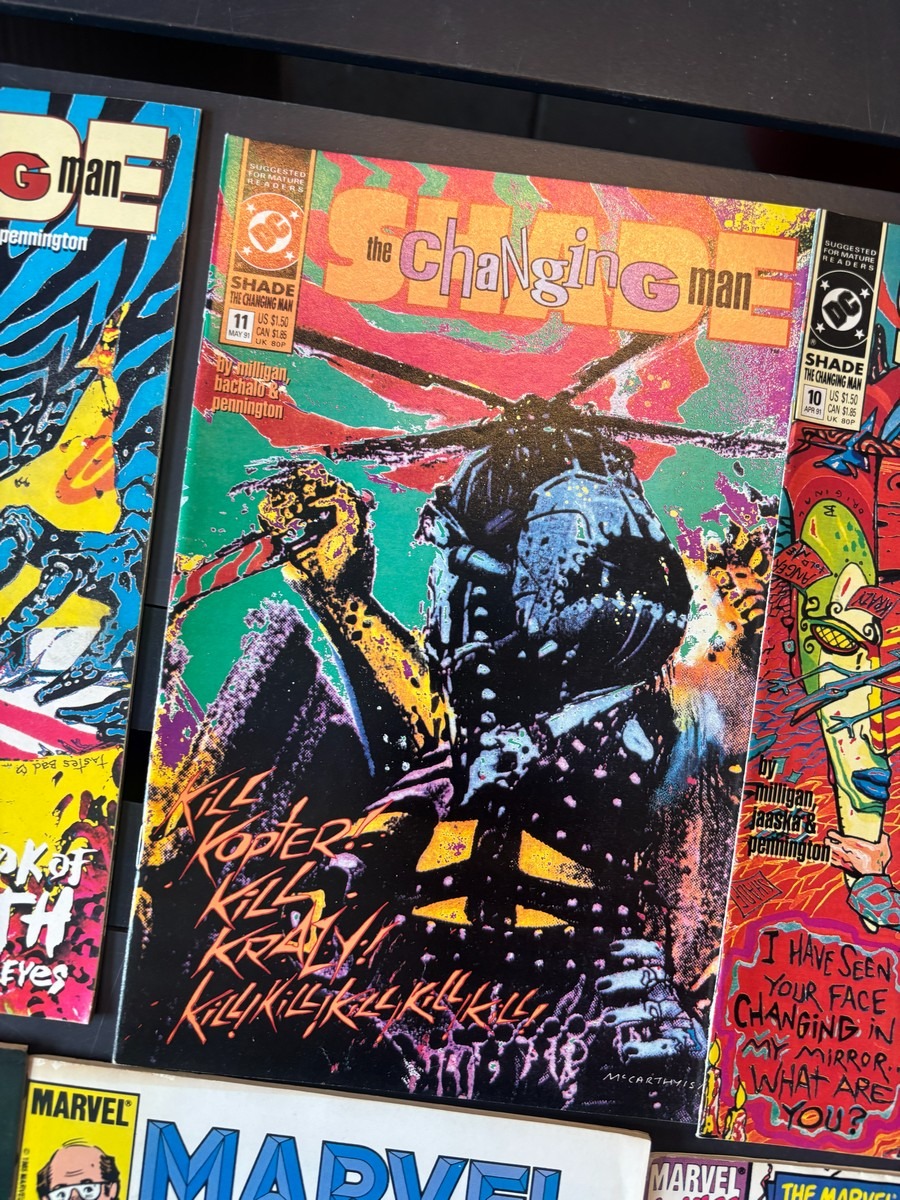 DE
G man
pennington
tastes Bad
OK OF
TH
Eyes
SUGGESTED
FOR MATURE
READERS
DC
SHADE
THE CHANGING MAN
11
MAY 91
US $1.50
CAN $1.85
UK 80P
SHADE
the changing man
by milligan,
bachalo &
pennington
KILL
KOPTER!!
KILL
KRAZY!!
KILL! KILL! KILL! KILL! KILL!
McCARTHY
SUGGESTED
FOR MATURE
READERS
DC
SHADE
THE CHANGING MAN
10
APR 91
US $1.50
CAN $1.85
UK 80P
by
milligan,
jaaska &
pennington
I HAVE SEEN
YOUR FACE
CHANGING IN
MY MIRROR..
WHAT ARE
YOU?
MARVEL®
MARVEL
MARVEL
THE MARVEL